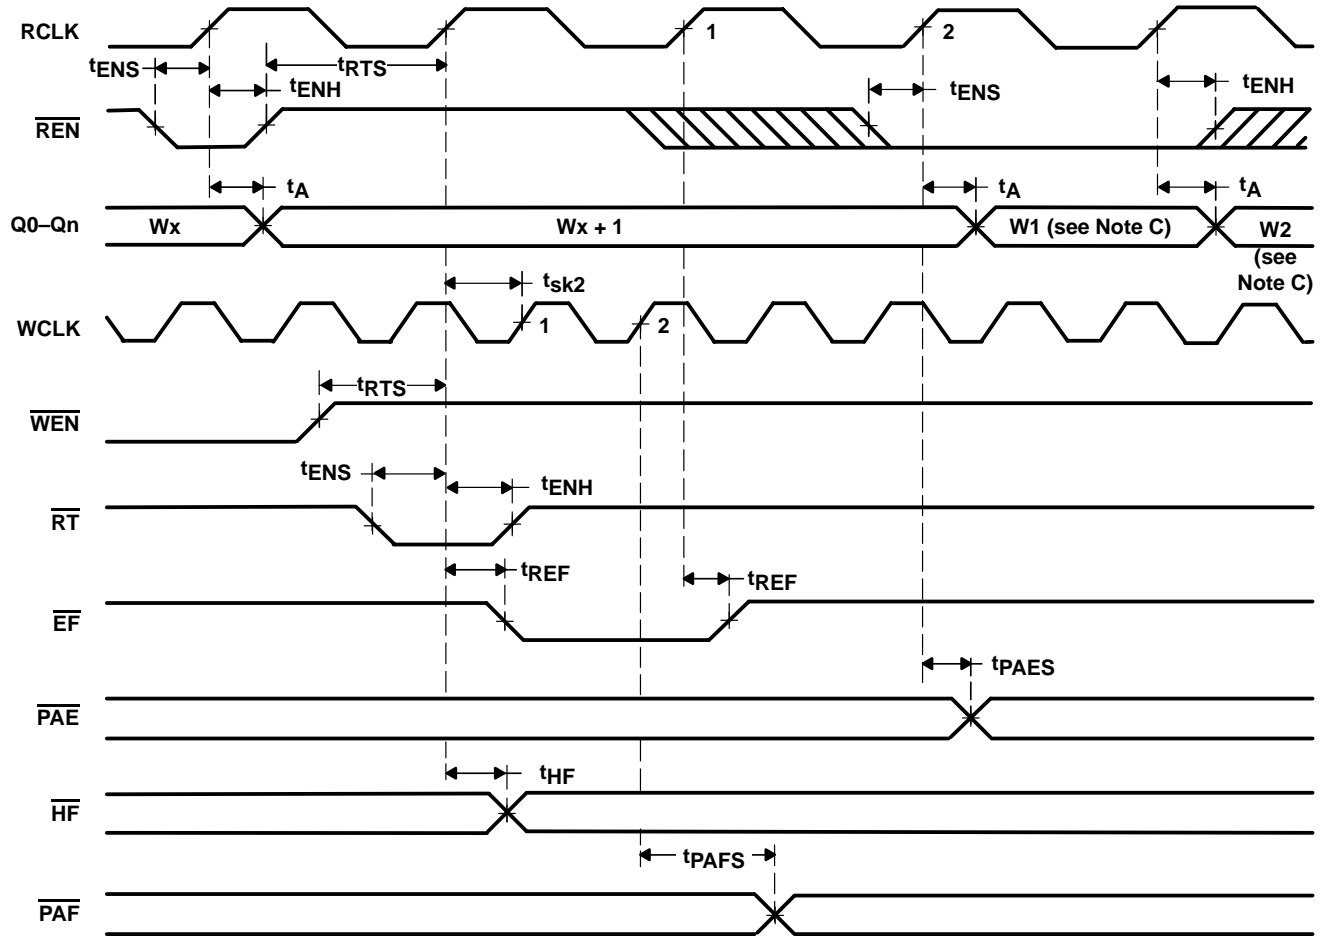 RCLK
1
2
tENS
tRTS
tENH
tENS
tENH
REN
tA
tA
tA
Q0–Qn
Wx
Wx + 1
W1 (see Note C)
W2
(see
Note C)
tsk2
WCLK
1
2
tRTS
WEN
tENS
tENH
RT
tREF
tREF
EF
tPAES
PAE
tHF
HF
tPAFS
PAF